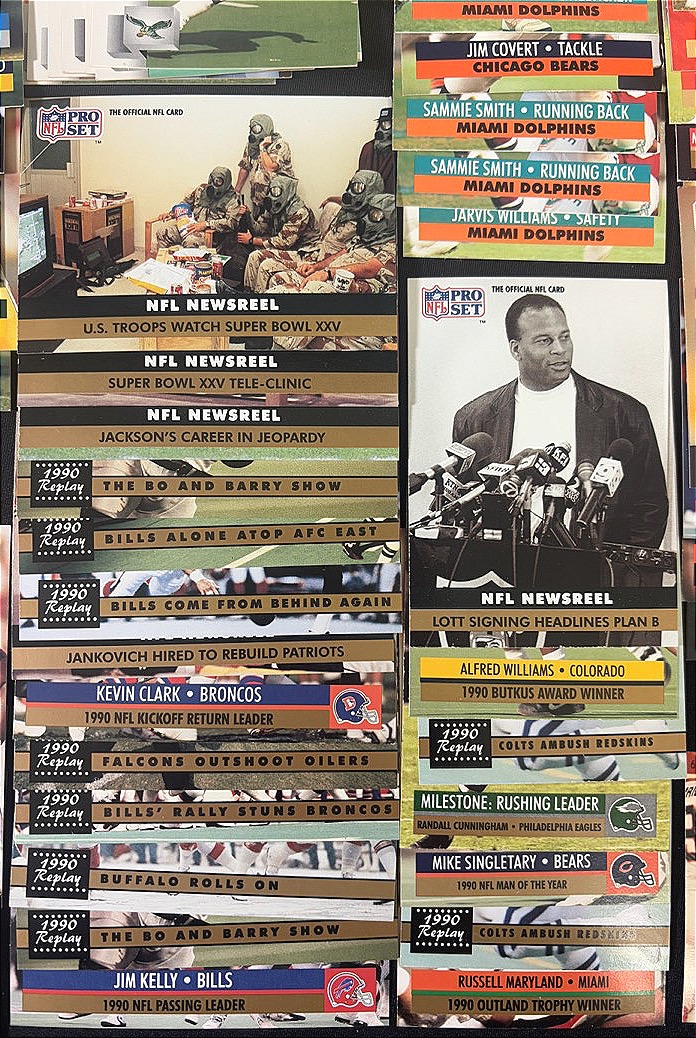 PRO SET
NFL
THE OFFICIAL NFL CARD
NFL NEWSREEL
U.S. TROOPS WATCH SUPER BOWL XXV
NFL NEWSREEL
SUPER BOWL XXV TELE-CLINIC
NFL NEWSREEL
JACKSON'S CAREER IN JEOPARDY
1990 Replay
THE BO AND BARRY SHOW
1990 Replay
BILLS ALONE ATOP AFC EAST
1990 Replay
BILLS COME FROM BEHIND AGAIN
JANKOVICH HIRED TO REBUILD PATRIOTS
KEVIN CLARK • BRONCOS
1990 NFL KICKOFF RETURN LEADER
1990 Replay
FALCONS OUTSHOOT OILERS
1990 Replay
BILLS' RALLY STUNS BRONCOS
1990 Replay
BUFFALO ROLLS ON
1990 Replay
THE BO AND BARRY SHOW
JIM KELLY • BILLS
1990 NFL PASSING LEADER
MIAMI DOLPHINS
JIM COVERT • TACKLE
CHICAGO BEARS
SAMMIE SMITH • RUNNING BACK
MIAMI DOLPHINS
SAMMIE SMITH • RUNNING BACK
MIAMI DOLPHINS
JARVIS WILLIAMS • SAFETY
MIAMI DOLPHINS
PRO SET
NFL
THE OFFICIAL NFL CARD
NFL NEWSREEL
LOTT SIGNING HEADLINES PLAN B
ALFRED WILLIAMS • COLORADO
1990 BUTKUS AWARD WINNER
1990 Replay
COLTS AMBUSH REDSKINS
MILESTONE: RUSHING LEADER
RANDALL CUNNINGHAM • PHILADELPHIA EAGLES
MIKE SINGLETARY • BEARS
1990 NFL MAN OF THE YEAR
1990 Replay
COLTS AMBUSH REDSKINS
RUSSELL MARYLAND • MIAMI
1990 OUTLAND TROPHY WINNER